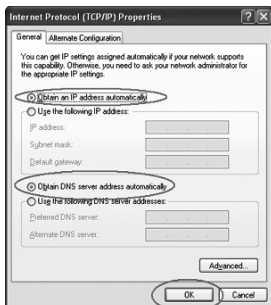 Internet Protocol (TCP/IP) Properties
General
Alternate Configuration
You can get IP settings assigned automatically if your network supports
this capability. Otherwise, you need to ask your network administrator for
the appropriate IP settings.
Obtain an IP address automatically
Use the following IP address:
IP address:
Subnet mask:
Default gateway:
Obtain DNS server address automatically
Use the following DNS server addresses:
Preferred DNS server:
Alternate DNS server:
Advanced...
OK
Cancel